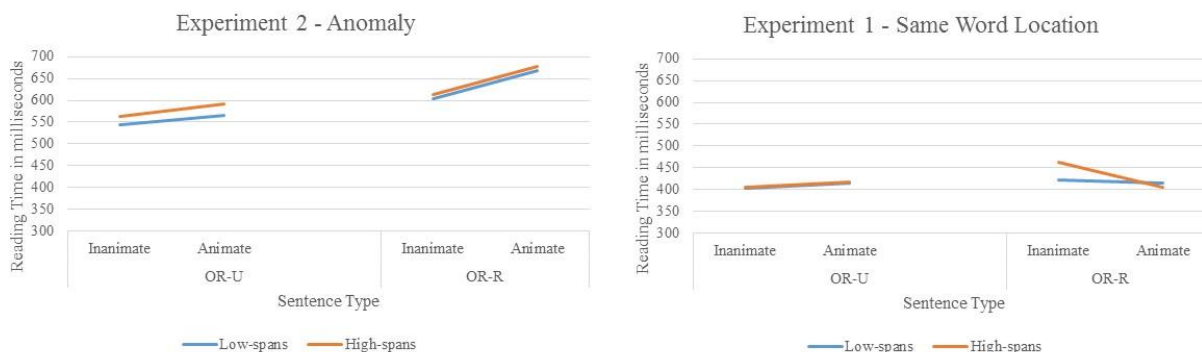 Experiment 2 - Anomaly
Reading Time in milliseconds
700
650
600
550
500
450
400
350
300
Inanimate Animate Inanimate Animate
OR-U OR-R
Sentence Type
Low-spans High-spans
Experiment 1 - Same Word Location
Reading Time in milliseconds
700
650
600
550
500
450
400
350
300
Inanimate Animate Inanimate Animate
OR-U OR-R
Sentence Type
Low-spans High-spans